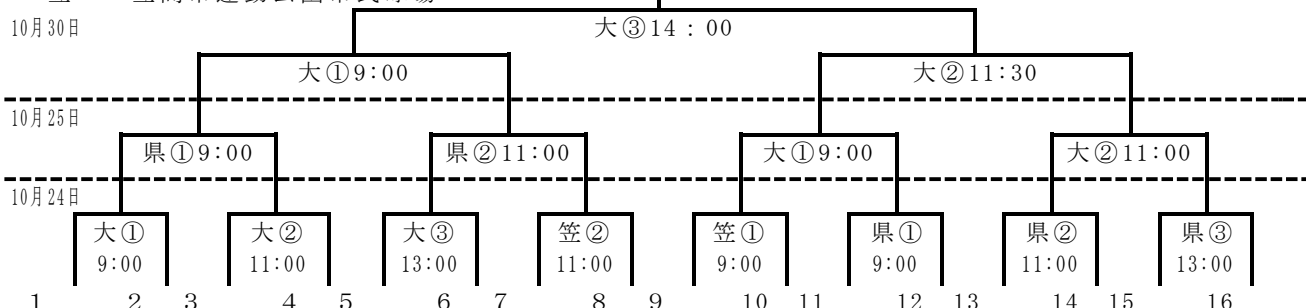 10月30日 大③14：00
大①9:00 大②11:30
10月25日
県①9:00 県②11:00 大①9:00 大②11:00
10月24日
大① 大② 大③ 笠② 笠① 県① 県② 県③
9:00 11:00 13:00 11:00 9:00 9:00 11:00 13:00
1 2 3 4 5 6 7 8 9 10 11 12 13 14 15 16